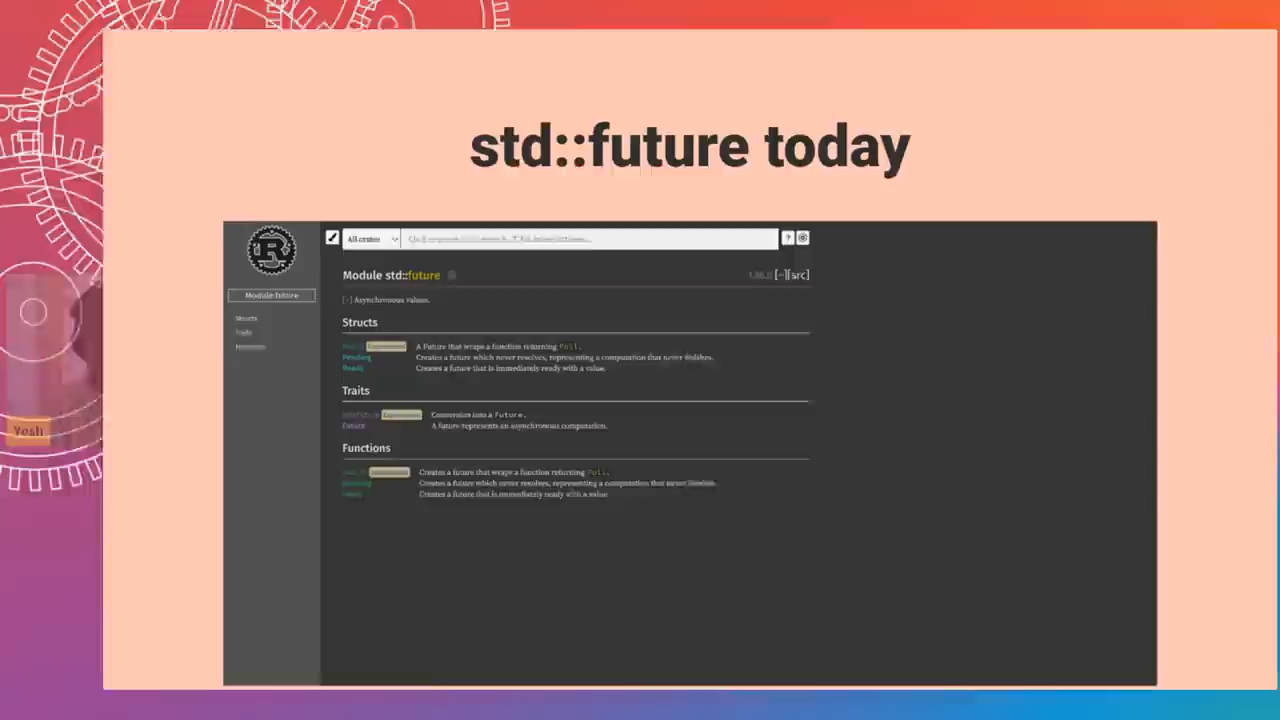 std::future today
All crates
?
Module std::future
[−][src]
Module future
[-] Asynchronous values.
Structs
Structs
A Future that wraps a function returning Poll.
Pending
Creates a future which never resolves, representing a computation that never finishes.
Ready
Creates a future that is immediately ready with a value.
Traits
Conversion into a Future.
Future
A future represents an asynchronous computation.
Yosh
Functions
Creates a future that wraps a function returning Poll.
Creates a future which never resolves, representing a computation that never finishes.
Creates a future that is immediately ready with a value.